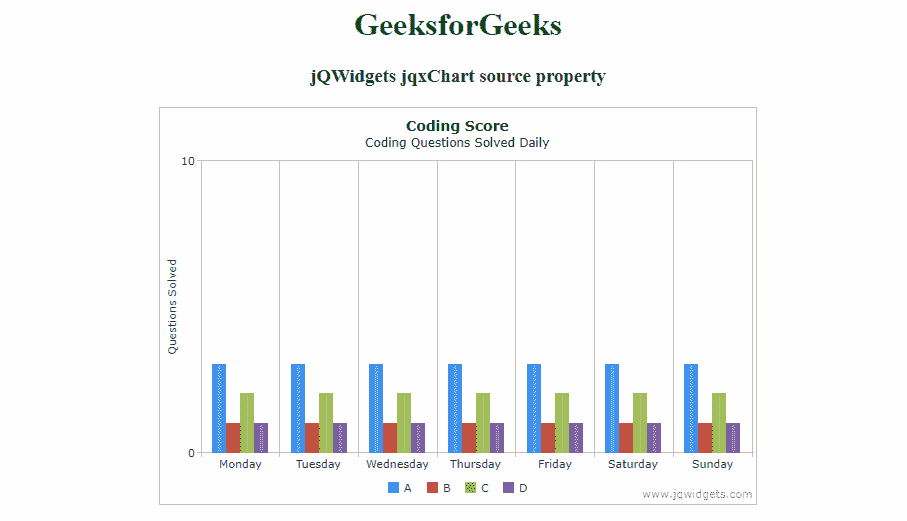 GeeksforGeeks
jQWidgets jqxChart source property
Coding Score
Coding Questions Solved Daily
10
Questions Solved
0
Monday Tuesday Wednesday Thursday Friday Saturday Sunday
A B C D
www.jqwidgets.com